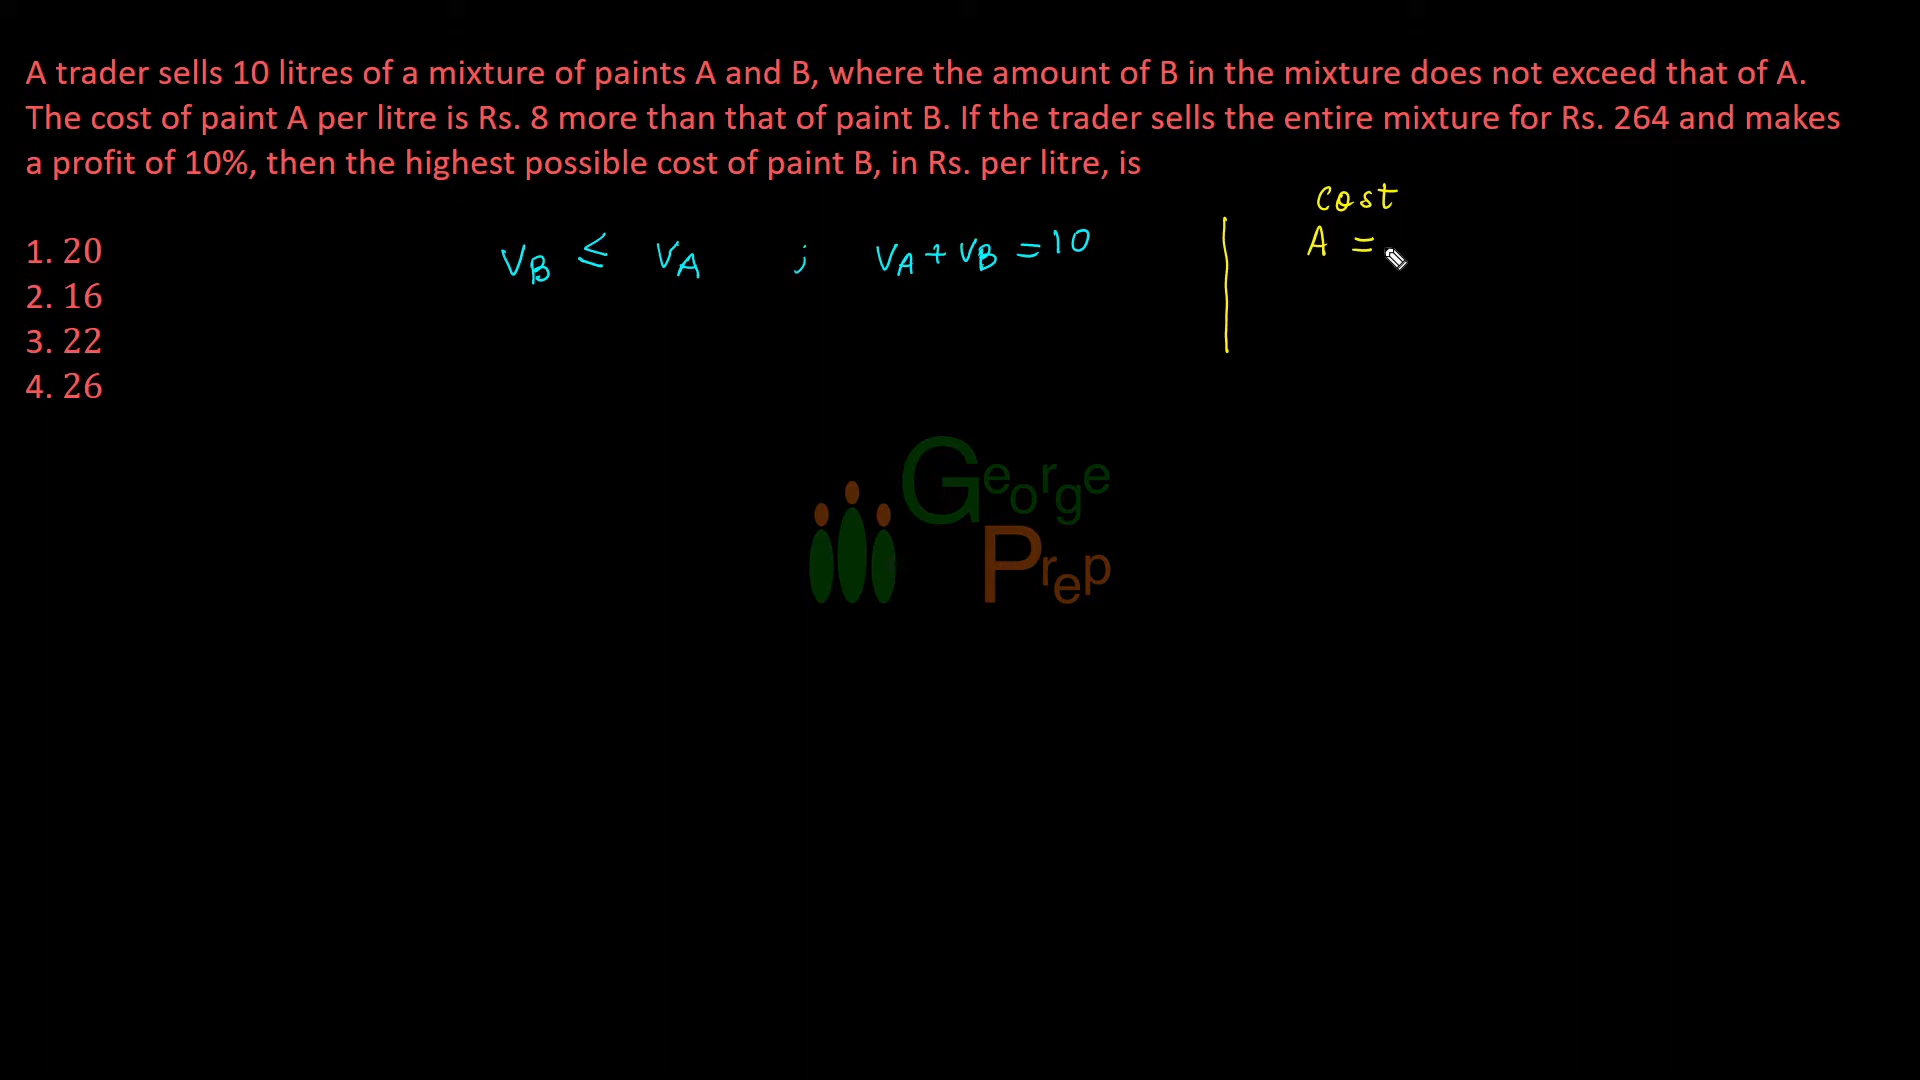 A trader sells 10 litres of a mixture of paints A and B, where the amount of B in the mixture does not exceed that of A.
The cost of paint A per litre is Rs. 8 more than that of paint B. If the trader sells the entire mixture for Rs. 264 and makes
a profit of 10%, then the highest possible cost of paint B, in Rs. per litre, is
1. 20
2. 16
3. 22
4. 26
V_B ≤ V_A ; V_A + V_B = 10
cost
A =
George
Prep